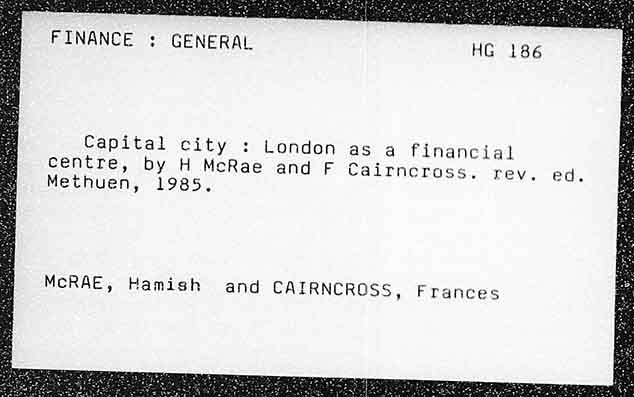 FINANCE : GENERAL HG 186
Capital city : London as a financial
centre, by H McRae and F Cairncross. rev. ed.
Methuen, 1985.
McRAE, Hamish and CAIRNCROSS, Frances